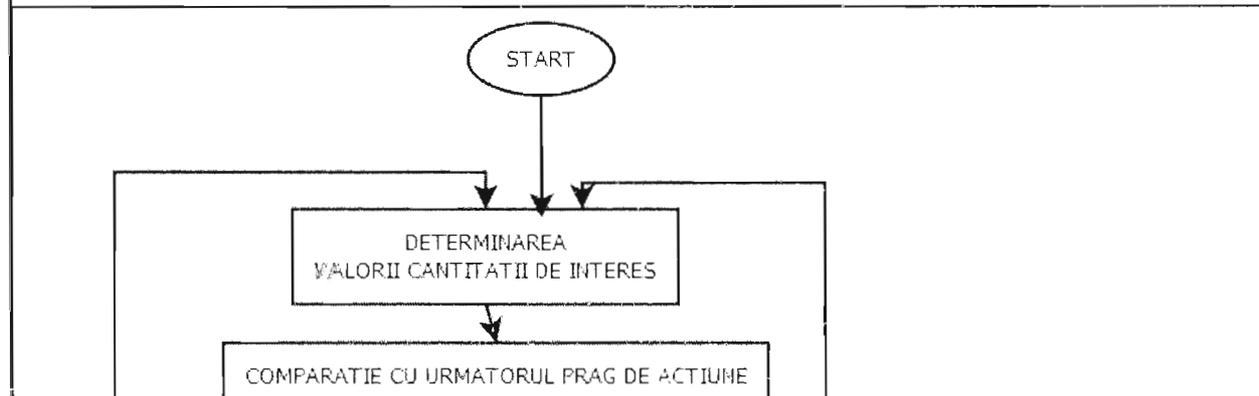 START
DETERMINAREA
VALORII CANTITATII DE INTERES
COMPARATIE CU URMATORUL PRAG DE ACTIUNE